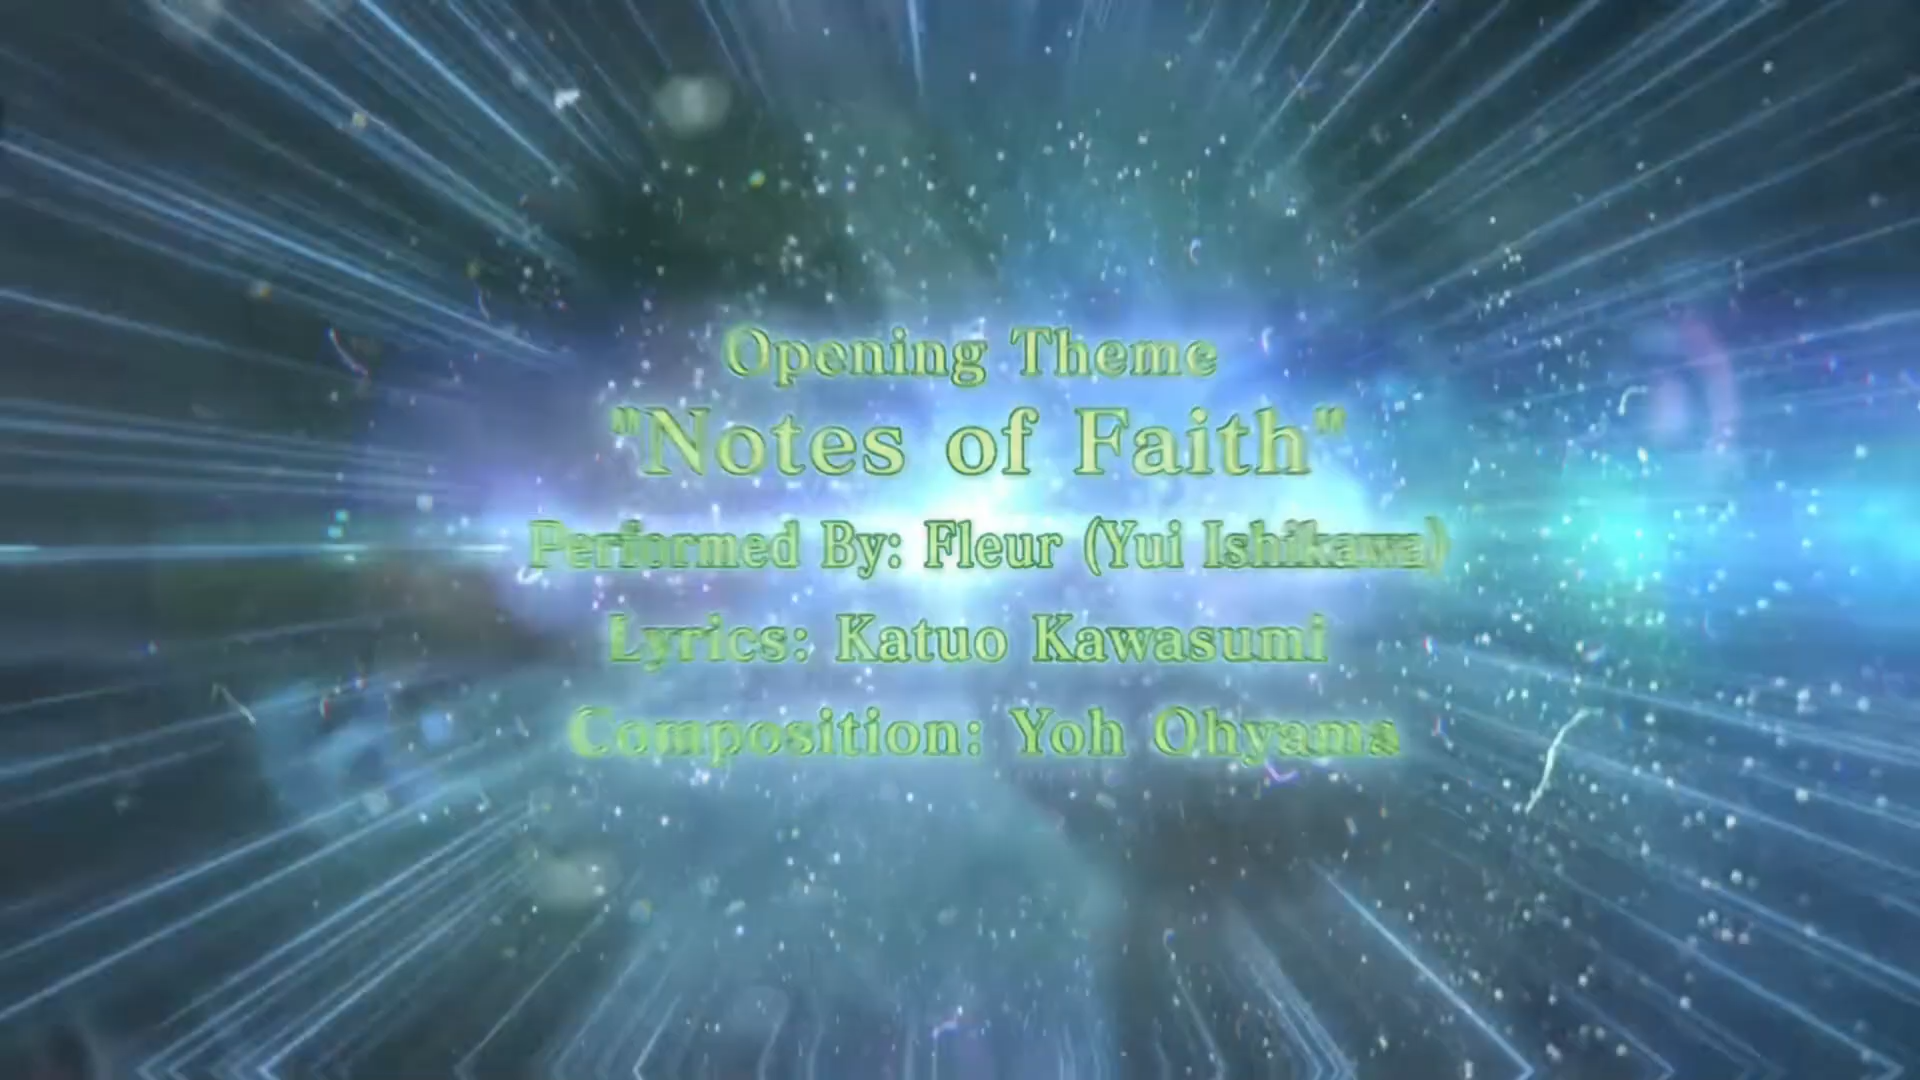 Opening Theme
"Notes of Faith"
Performed By: Fleur (Yui Ishikawa)
Lyrics: Katuo Kawasumi
Composition: Yoh Ohyama